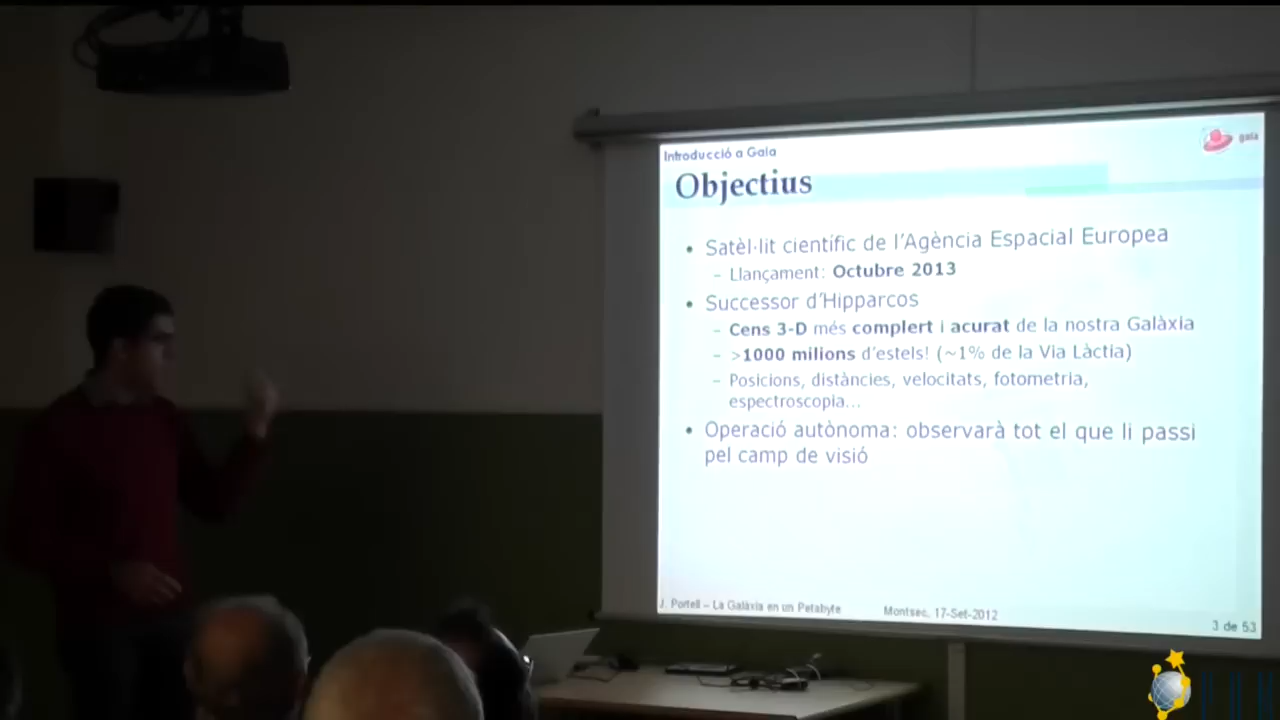 Introducció a Gaia
gaia
Objectius
• Satèl·lit científic de l'Agència Espacial Europea
– Llançament: Octubre 2013
• Successor d'Hipparcos
– Cens 3-D més complert i acurat de la nostra Galàxia
– >1000 milions d'estels! (~1% de la Via Làctia)
– Posicions, distàncies, velocitats, fotometria,
espectroscopia...
• Operació autònoma: observarà tot el que li passi
pel camp de visió
J. Portell – La Galàxia en un Petabyte
Montsec, 17-Set-2012
3 de 53